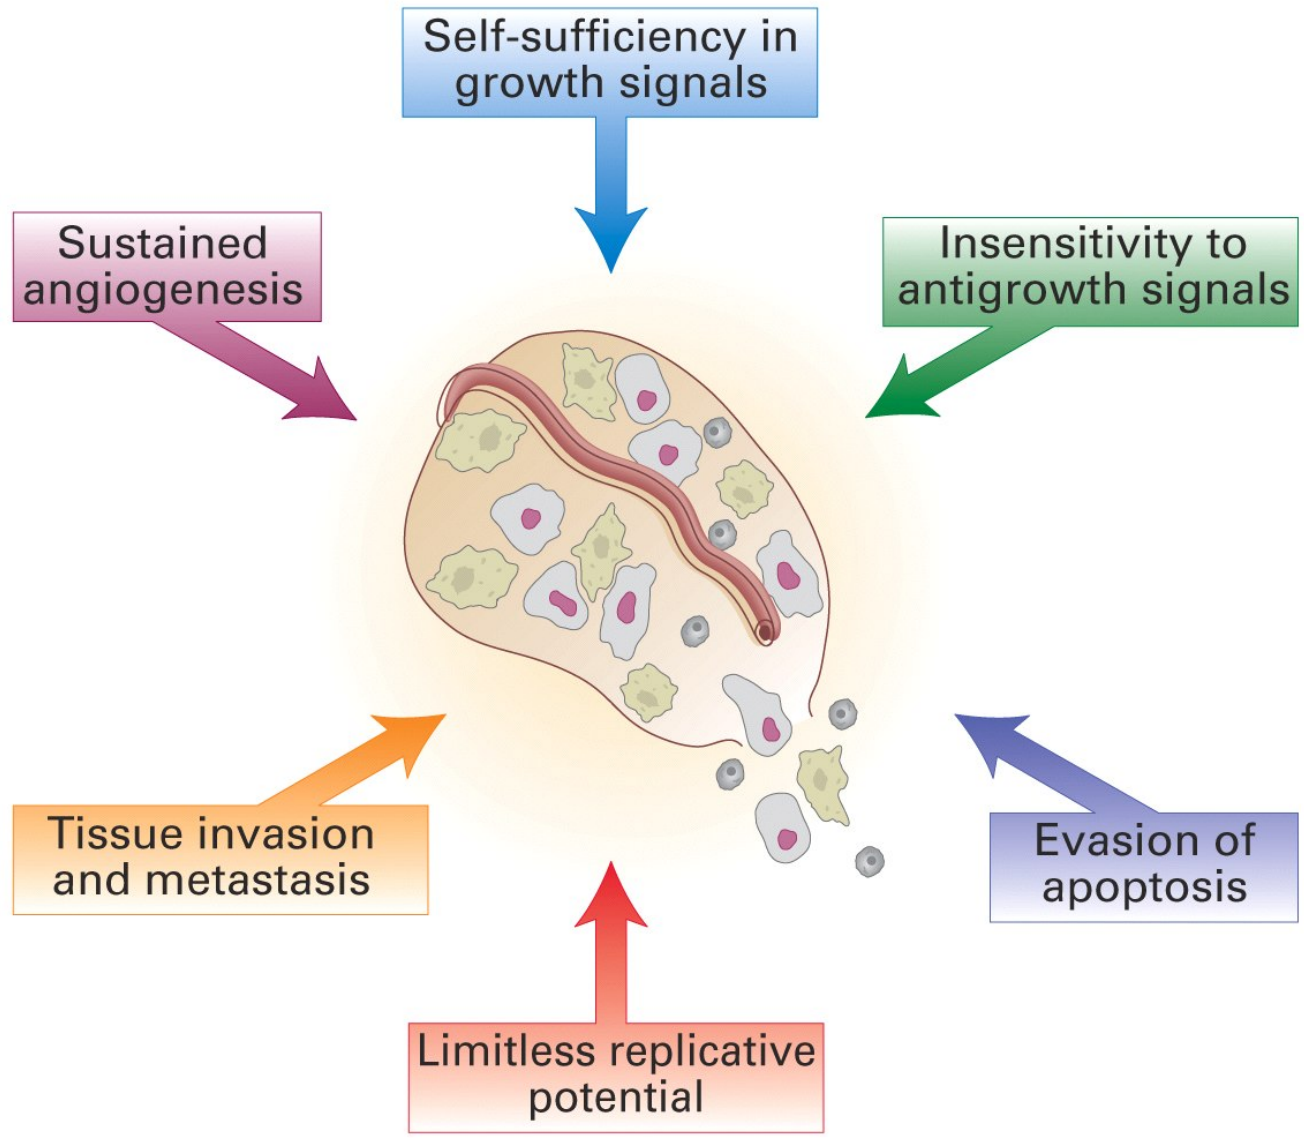 Self-sufficiency in
growth signals
Sustained
angiogenesis
Insensitivity to
antigrowth signals
Tissue invasion
and metastasis
Evasion of
apoptosis
Limitless replicative
potential